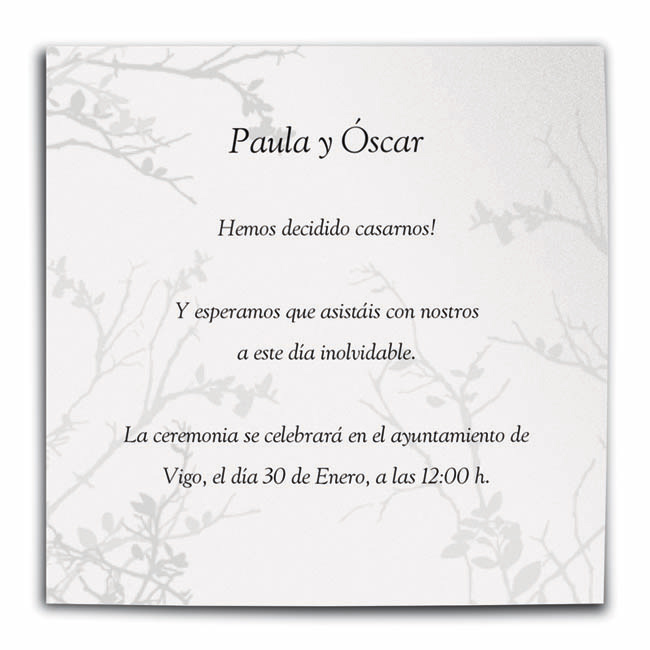 Paula y Óscar
Hemos decidido casarnos!
Y esperamos que asistáis con nostros
a este día inolvidable.
La ceremonia se celebrará en el ayuntamiento de
Vigo, el día 30 de Enero, a las 12:00 h.